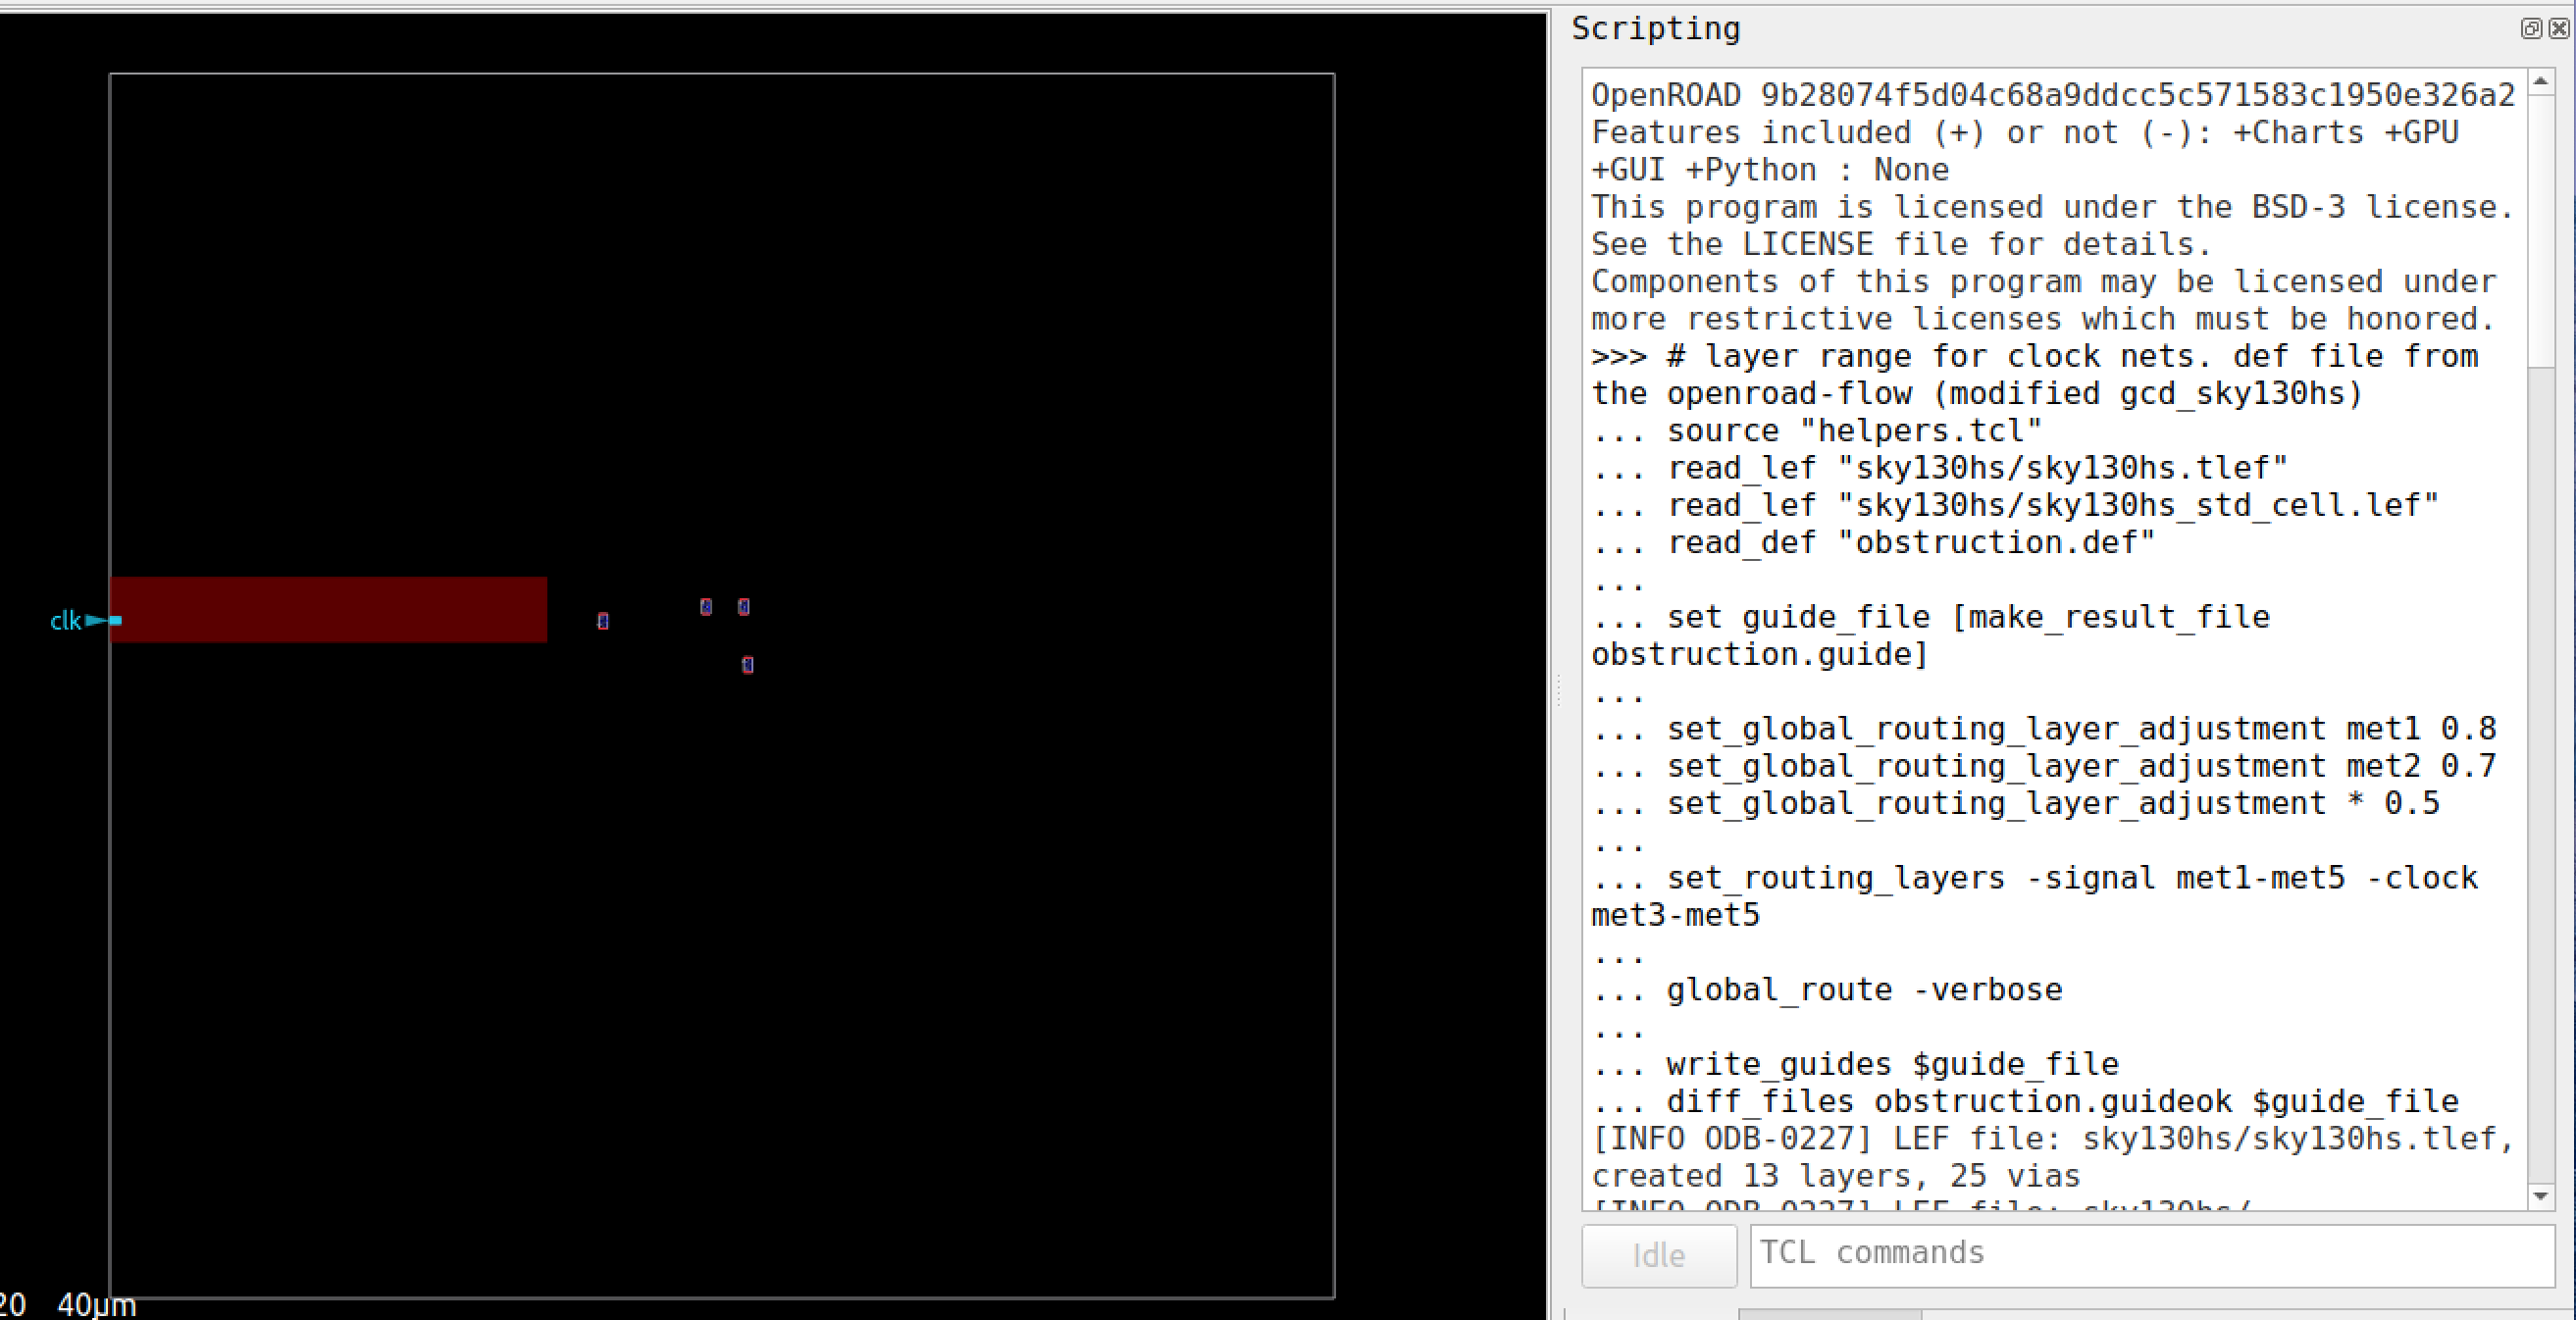 clk
20 40µm
Scripting
OpenROAD 9b28074f5d04c68a9ddcc5c571583c1950e326a2
Features included (+) or not (-): +Charts +GPU
+GUI +Python : None
This program is licensed under the BSD-3 license.
See the LICENSE file for details.
Components of this program may be licensed under
more restrictive licenses which must be honored.
>>> # layer range for clock nets. def file from
the openroad-flow (modified gcd_sky130hs)
... source "helpers.tcl"
... read_lef "sky130hs/sky130hs.tlef"
... read_lef "sky130hs/sky130hs_std_cell.lef"
... read_def "obstruction.def"
...
... set guide_file [make_result_file
obstruction.guide]
...
... set_global_routing_layer_adjustment met1 0.8
... set_global_routing_layer_adjustment met2 0.7
... set_global_routing_layer_adjustment * 0.5
...
... set_routing_layers -signal met1-met5 -clock
met3-met5
...
... global_route -verbose
...
... write_guides $guide_file
... diff_files obstruction.guideok $guide_file
[INFO ODB-0227] LEF file: sky130hs/sky130hs.tlef,
created 13 layers, 25 vias
[INFO ODB-0227] LEF file: sky130hs/
Idle
TCL commands